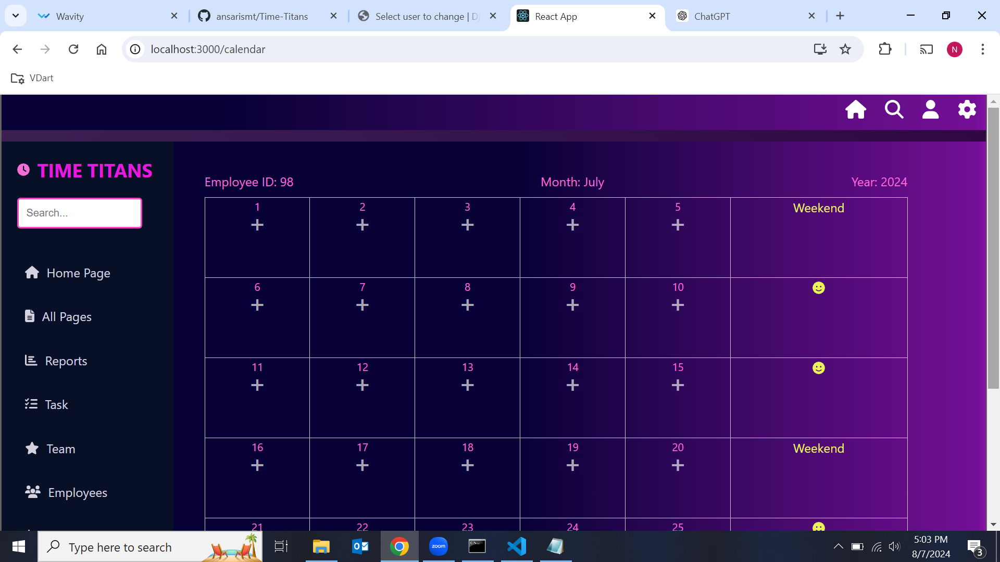 Wavity
ansarismt/Time-Titans
Select user to change | Dj
React App
ChatGPT
localhost:3000/calendar
N
VDart
TIME TITANS
Search...
Home Page
All Pages
Reports
Task
Team
Employees
Employee ID: 98 Month: July Year: 2024
1 2 3 4 5 Weekend
+ + + + +
6 7 8 9 10
+ + + + +
11 12 13 14 15
+ + + + +
16 17 18 19 20 Weekend
+ + + + +
21 22 23 24 25
Type here to search
zoom
5:03 PM
8/7/2024
3